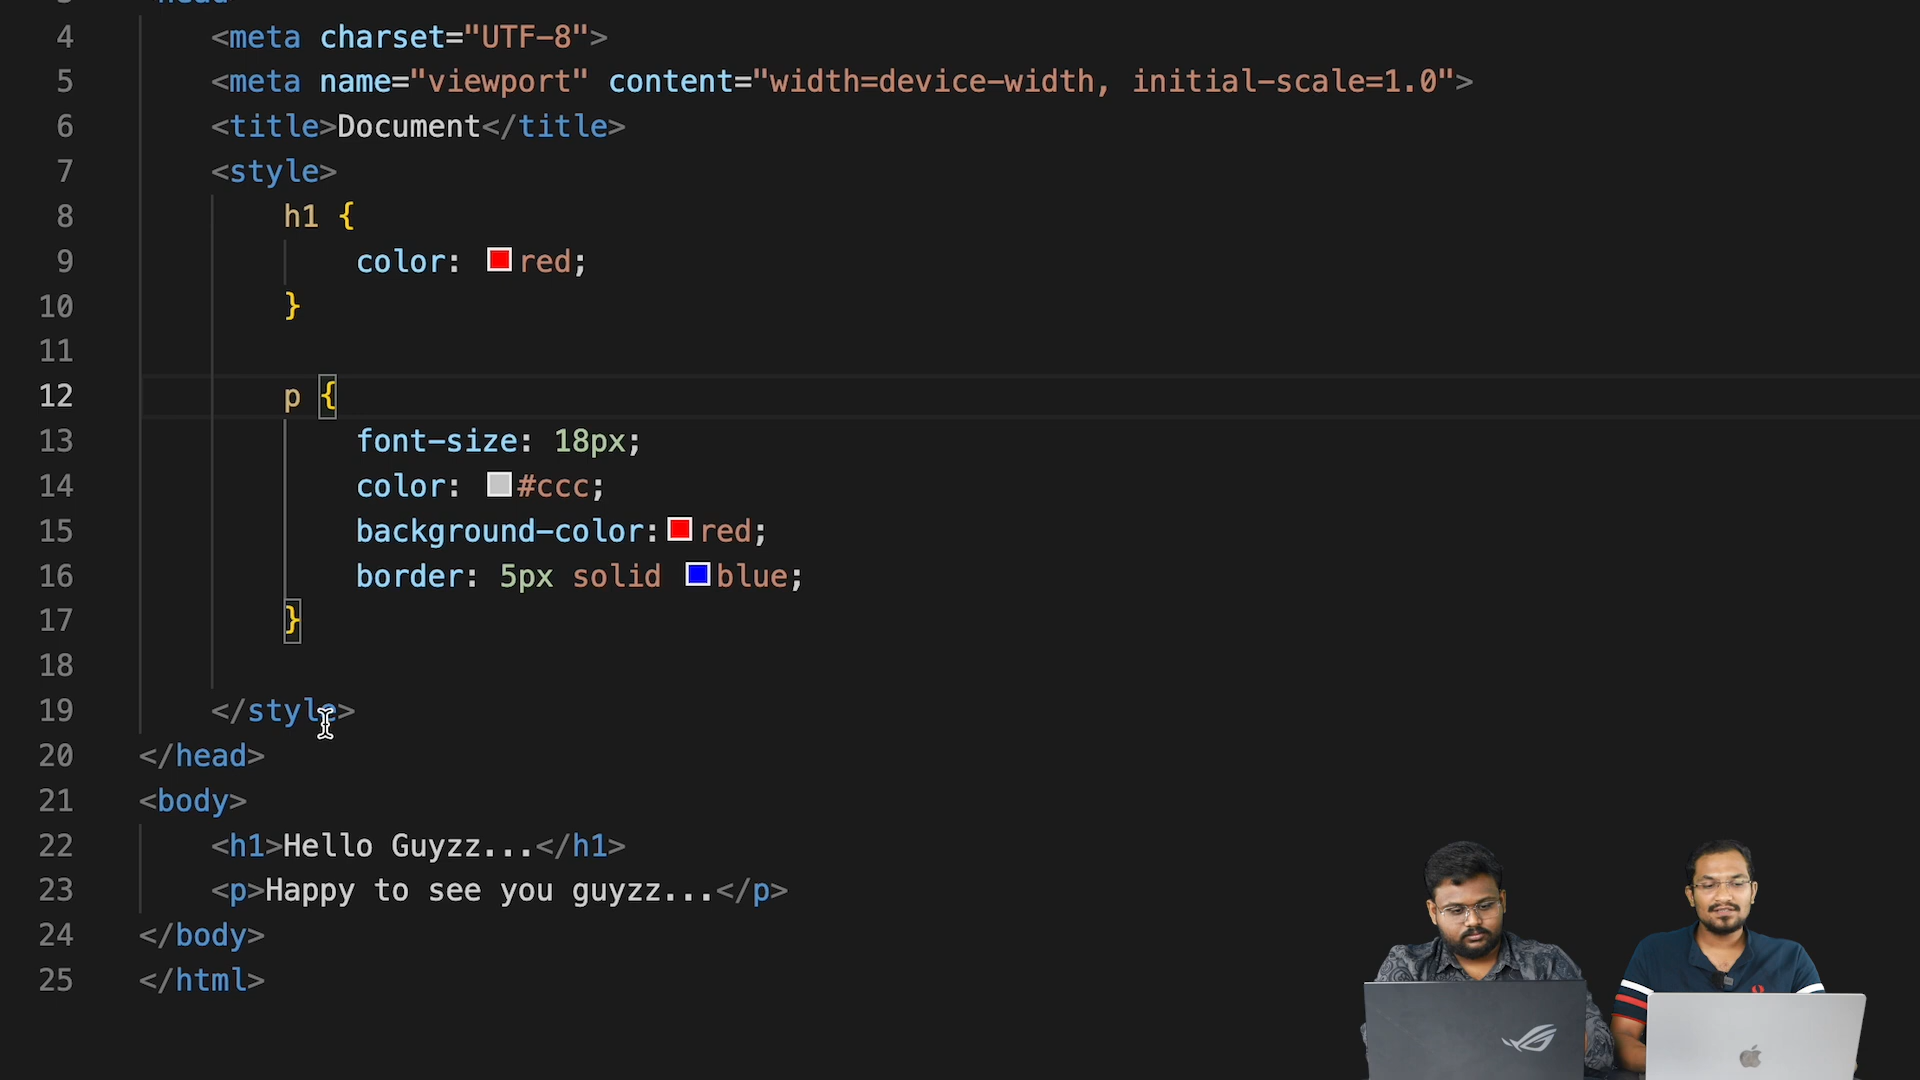 head
4 <meta charset="UTF-8">
5 <meta name="viewport" content="width=device-width, initial-scale=1.0">
6 <title>Document</title>
7 <style>
8 h1 {
9 color: red;
10 }
11
12 p {
13 font-size: 18px;
14 color: #ccc;
15 background-color: red;
16 border: 5px solid blue;
17 }
18
19 </style>
20 </head>
21 <body>
22 <h1>Hello Guyzz...</h1>
23 <p>Happy to see you guyzz...</p>
24 </body>
25 </html>